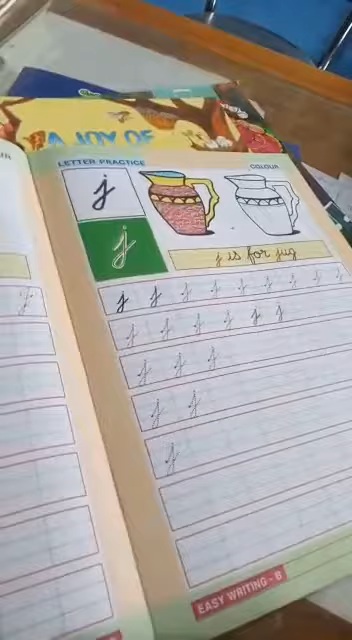 A JOY OF
LETTER PRACTICE
COLOUR
j
j
j is for jug
j j j j j j j j j
j j j j j j
j j j
j j
j
j
EASY WRITING - B